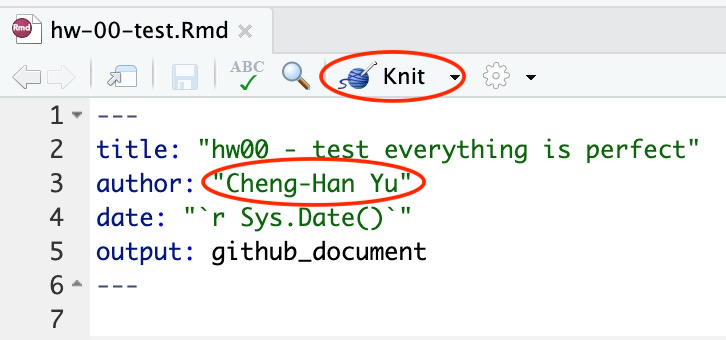 Rmd hw-00-test.Rmd
ABC Knit
1 ---
2 title: "hw00 - test everything is perfect"
3 author: "Cheng-Han Yu"
4 date: "`r Sys.Date()`"
5 output: github_document
6 ---
7